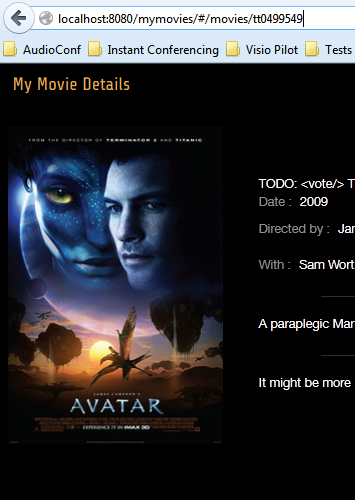 localhost:8080/mymovies/#/movies/tt0499549
AudioConf Instant Conferencing Visio Pilot Tests
My Movie Details
FROM THE DIRECTOR OF TERMINATOR 2 AND TITANIC
TODO: <vote/> T
Date : 2009
Directed by : Jar
With : Sam Wort
A paraplegic Mar
It might be more
JAMES CAMERON'S
AVATAR
EXPERIENCE IT IN IMAX 3D